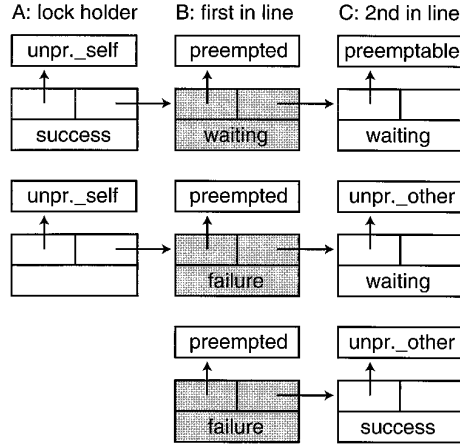 A: lock holder B: first in line C: 2nd in line
unpr._self preempted preemptable
success waiting waiting
unpr._self preempted unpr._other
failure waiting
preempted unpr._other
failure success